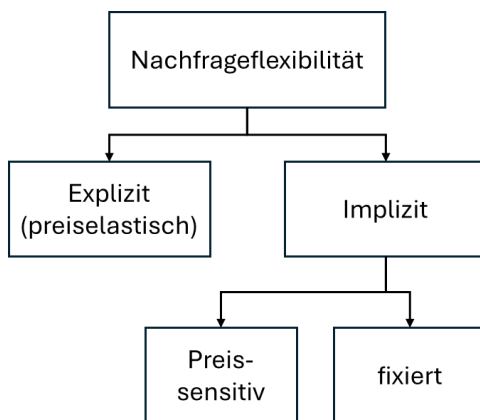 Nachfrageflexibilität
Explizit
(preiselastisch)
Implizit
Preis-
sensitiv
fixiert